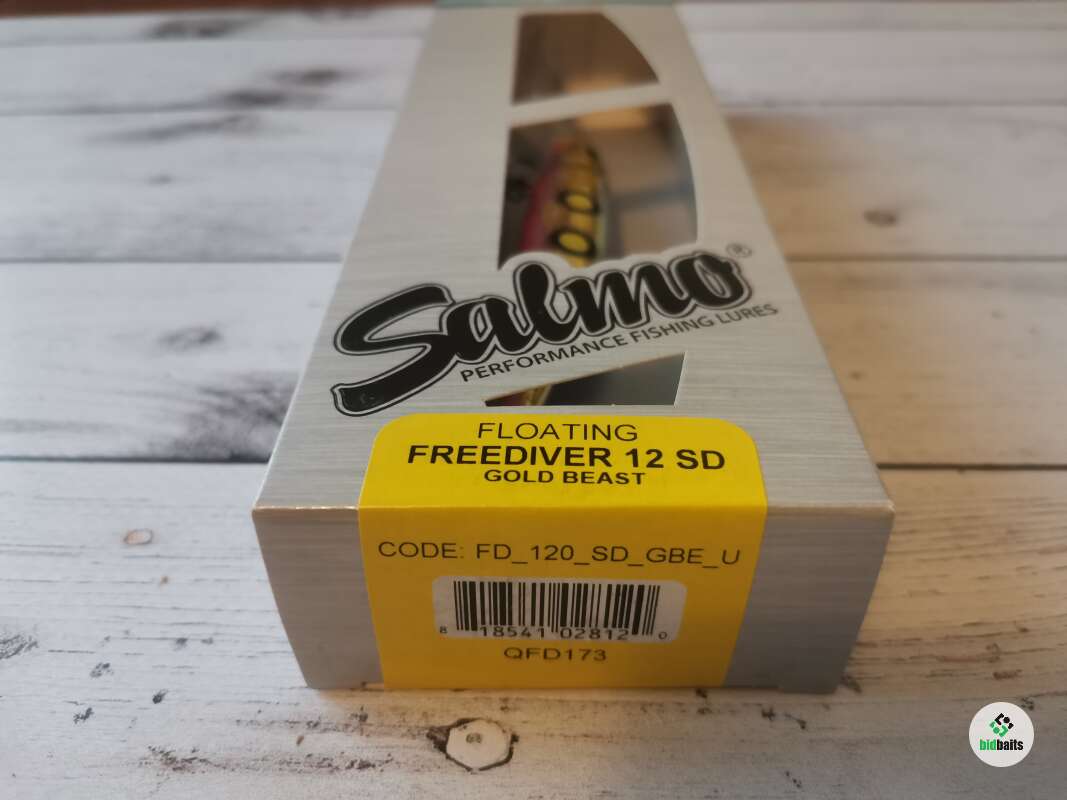 Salmo®
PERFORMANCE FISHING LURES
FLOATING
FREEDIVER 12 SD
GOLD BEAST
CODE: FD_120_SD_GBE_U
8 18541 02812 0
QFD173
bidbaits